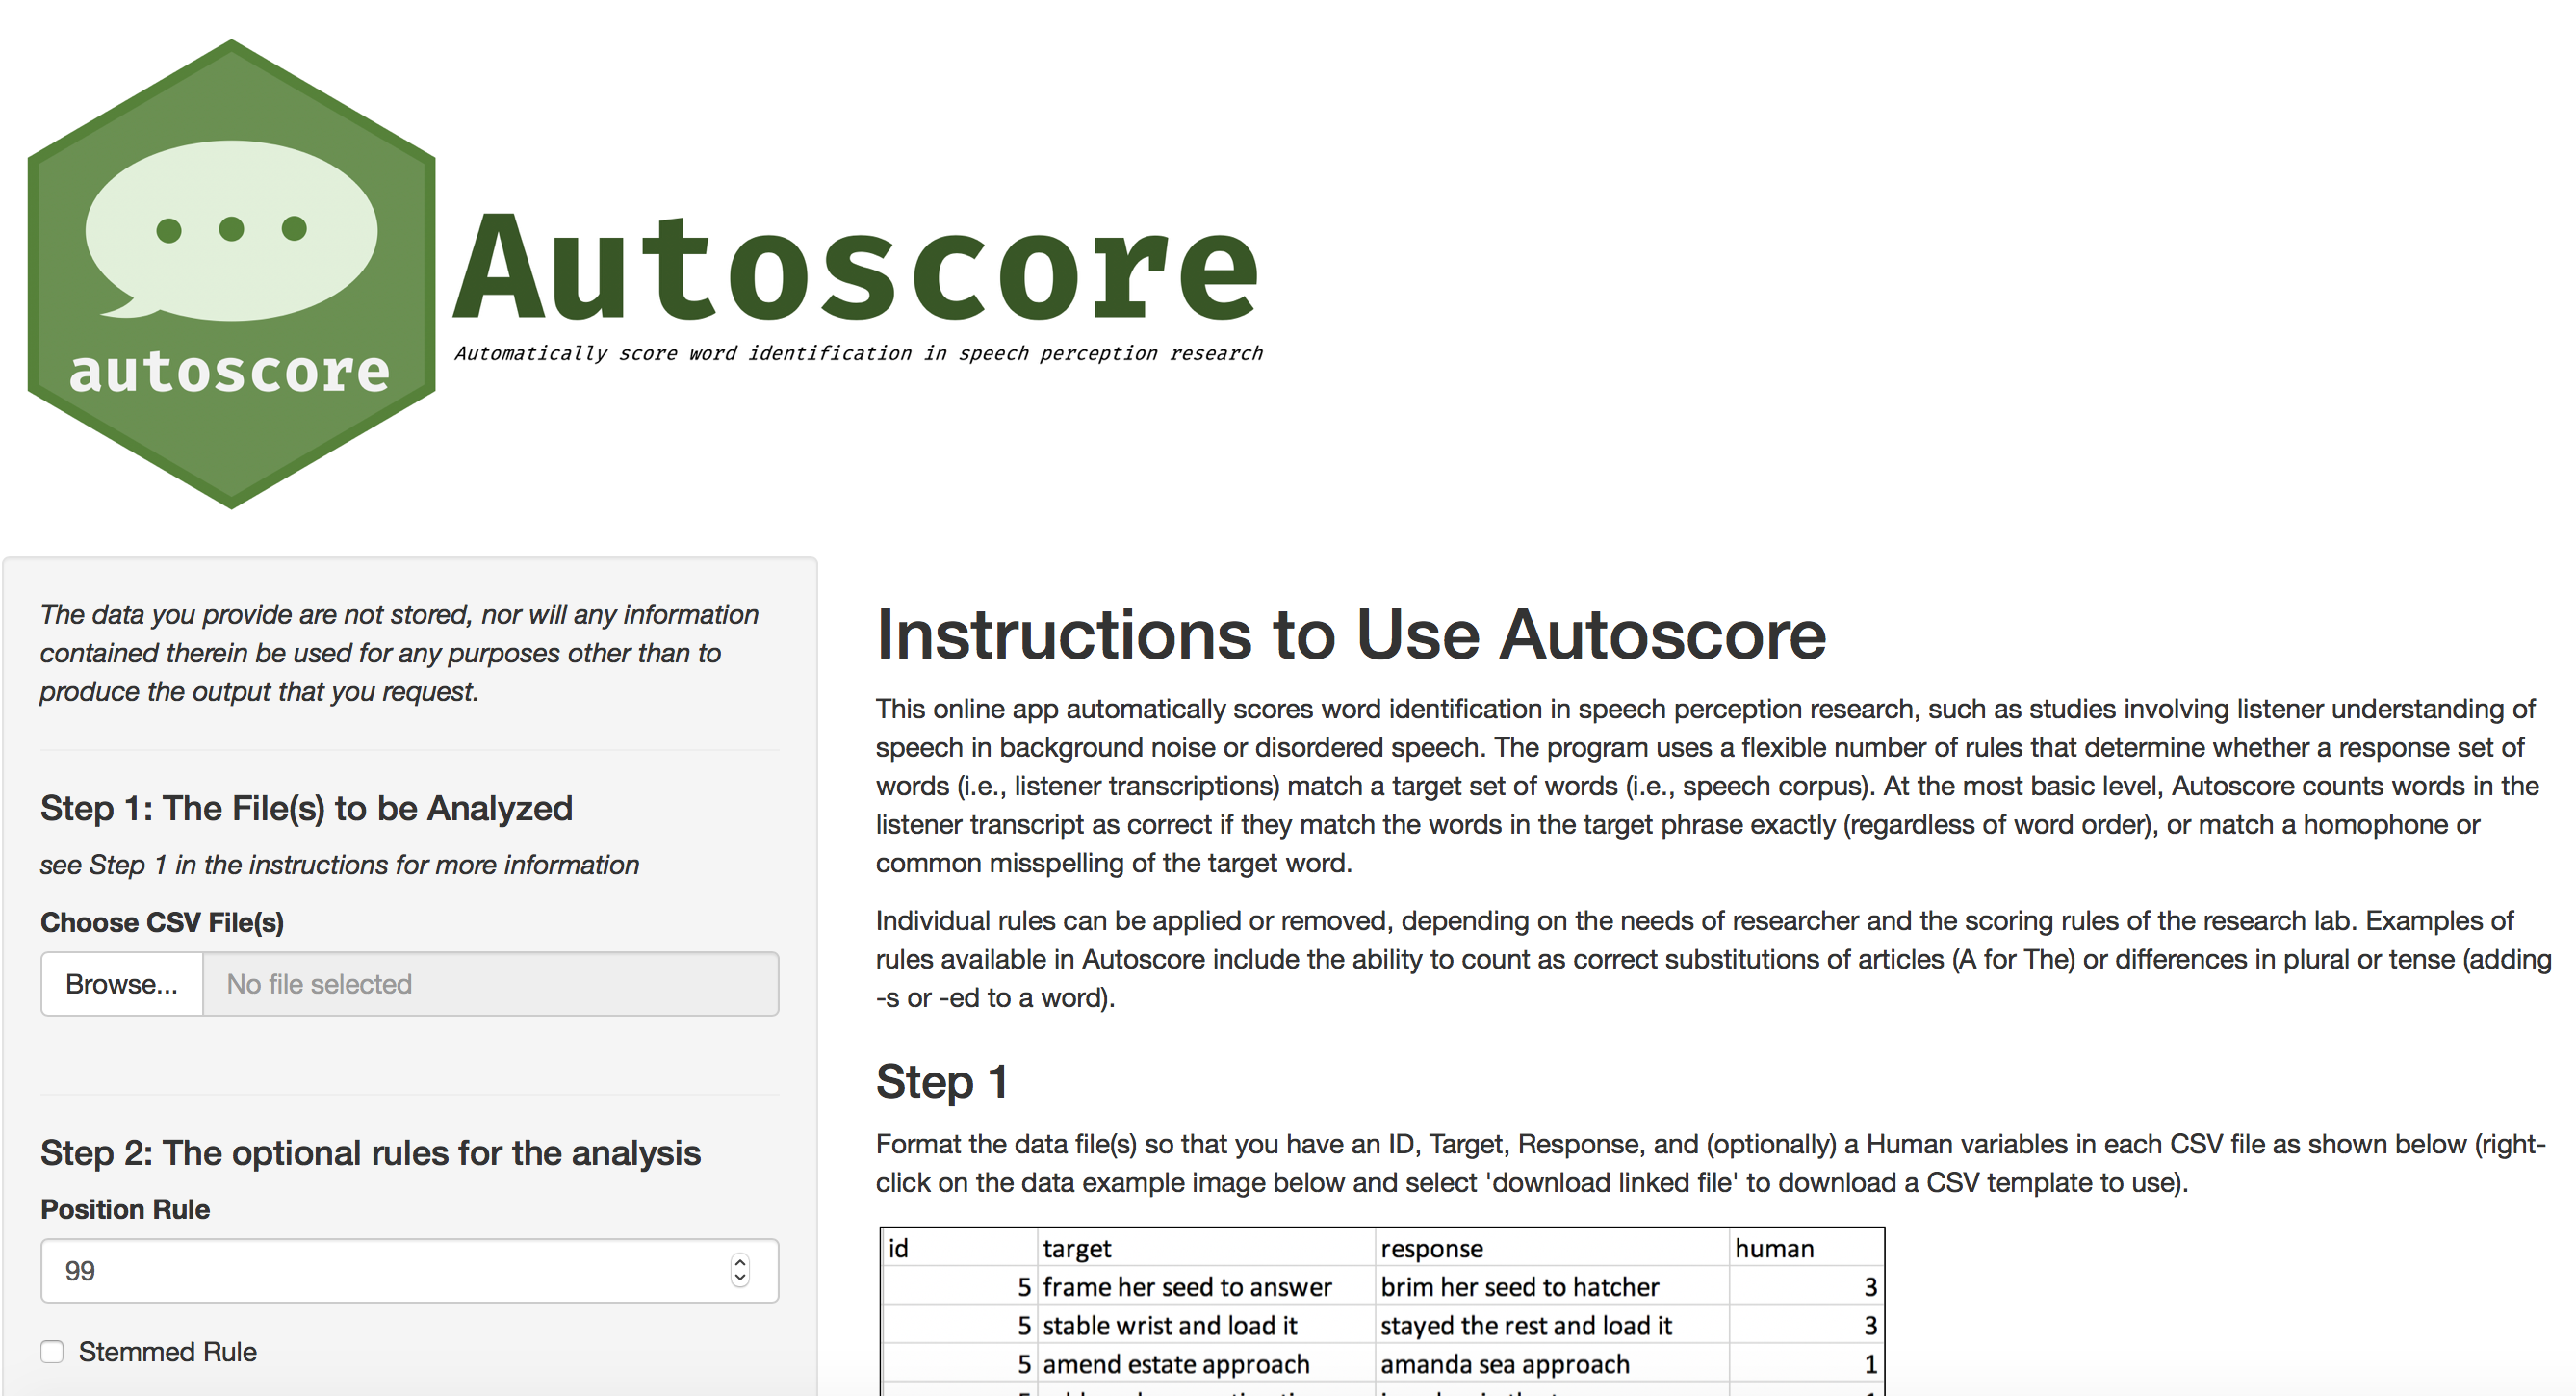 autoscore
Autoscore
Automatically score word identification in speech perception research
The data you provide are not stored, nor will any information
contained therein be used for any purposes other than to
produce the output that you request.
Step 1: The File(s) to be Analyzed
see Step 1 in the instructions for more information
Choose CSV File(s)
Browse... No file selected
Step 2: The optional rules for the analysis
Position Rule
99
Stemmed Rule
Instructions to Use Autoscore
This online app automatically scores word identification in speech perception research, such as studies involving listener understanding of
speech in background noise or disordered speech. The program uses a flexible number of rules that determine whether a response set of
words (i.e., listener transcriptions) match a target set of words (i.e., speech corpus). At the most basic level, Autoscore counts words in the
listener transcript as correct if they match the words in the target phrase exactly (regardless of word order), or match a homophone or
common misspelling of the target word.
Individual rules can be applied or removed, depending on the needs of researcher and the scoring rules of the research lab. Examples of
rules available in Autoscore include the ability to count as correct substitutions of articles (A for The) or differences in plural or tense (adding
-s or -ed to a word).
Step 1
Format the data file(s) so that you have an ID, Target, Response, and (optionally) a Human variables in each CSV file as shown below (right-
click on the data example image below and select 'download linked file' to download a CSV template to use).
id target response human
5 frame her seed to answer brim her seed to hatcher 3
5 stable wrist and load it stayed the rest and load it 3
5 amend estate approach amanda sea approach 1